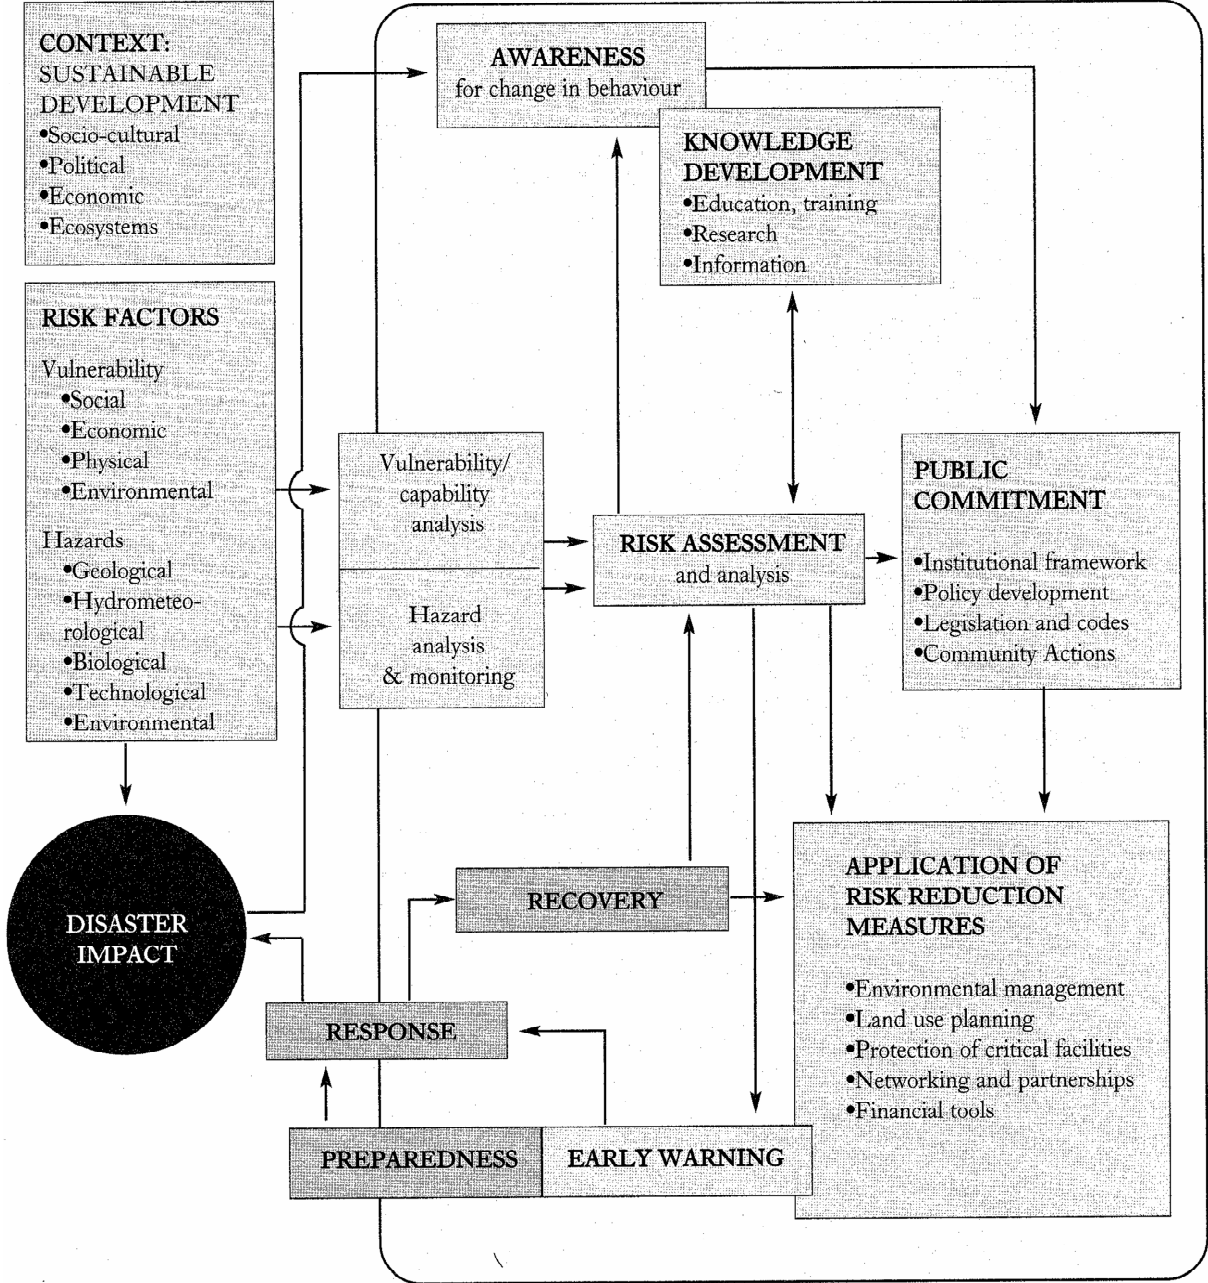 CONTEXT:
SUSTAINABLE
DEVELOPMENT
•Socio-cultural
•Political
•Economic
•Ecosystems
RISK FACTORS
Vulnerability
•Social
•Economic
•Physical
•Environmental
Hazards
•Geological
•Hydrometeo-
rological
•Biological
•Technological
•Environmental
DISASTER
IMPACT
AWARENESS
for change in behaviour
KNOWLEDGE
DEVELOPMENT
•Education, training
•Research
•Information
Vulnerability/
capability
analysis
Hazard
analysis
& monitoring
RISK ASSESSMENT
and analysis
PUBLIC
COMMITMENT
•Institutional framework
•Policy development
•Legislation and codes
•Community Actions
RECOVERY
APPLICATION OF
RISK REDUCTION
MEASURES
•Environmental management
•Land use planning
•Protection of critical facilities
•Networking and partnerships
•Financial tools
RESPONSE
PREPAREDNESS
EARLY WARNING